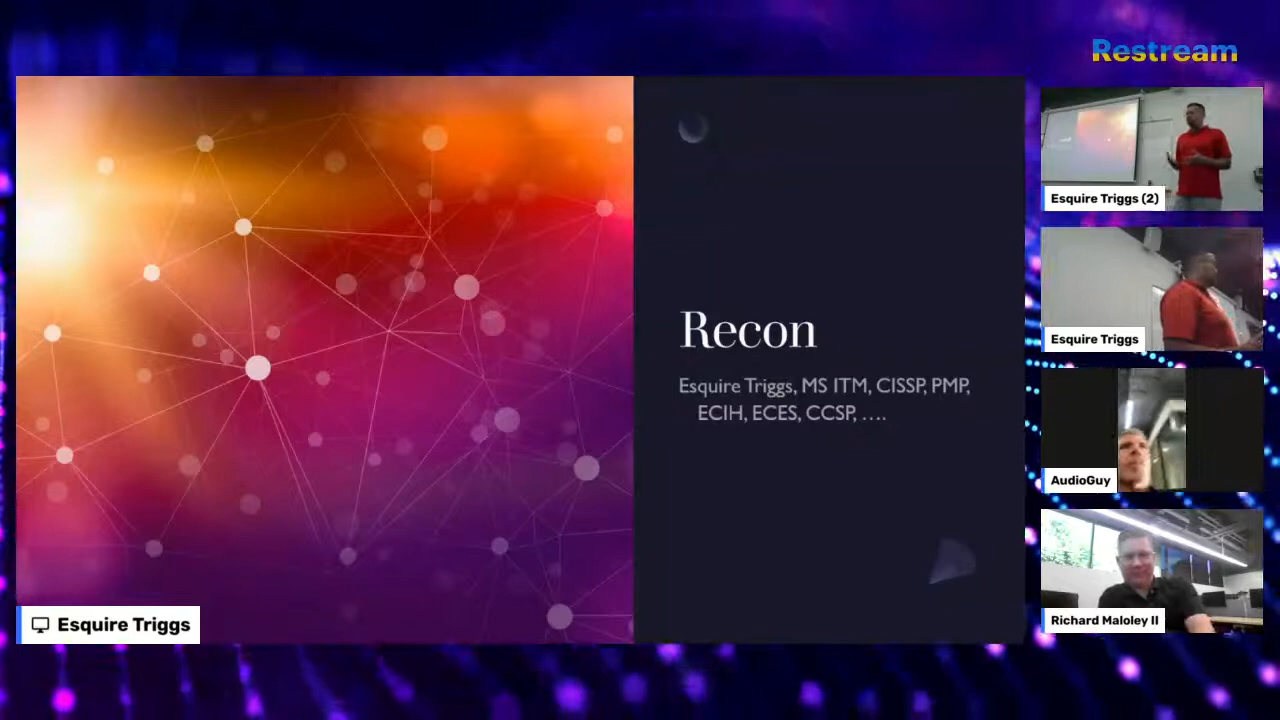 Restream
Recon
Esquire Triggs, MS ITM, CISSP, PMP,
ECIH, ECES, CCSP, ….
Esquire Triggs (2)
Esquire Triggs
AudioGuy
Richard Maloley II
Esquire Triggs